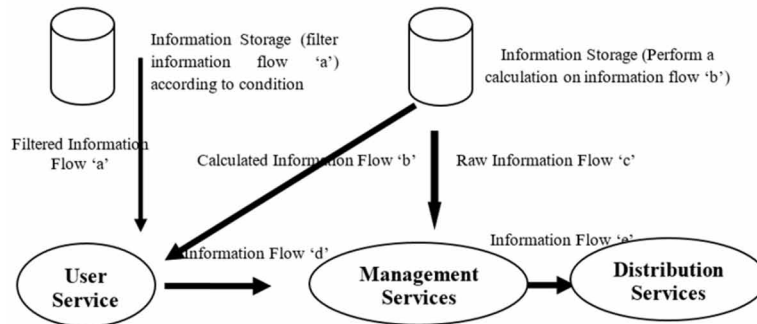 Information Storage (filter
information flow ‘a’)
according to condition
Information Storage (Perform a
calculation on information flow ‘b’)
Filtered Information
Flow ‘a’
Calculated Information Flow ‘b’
Raw Information Flow ‘c’
Information Flow ‘d’
Information Flow ‘e’
User
Service
Management
Services
Distribution
Services